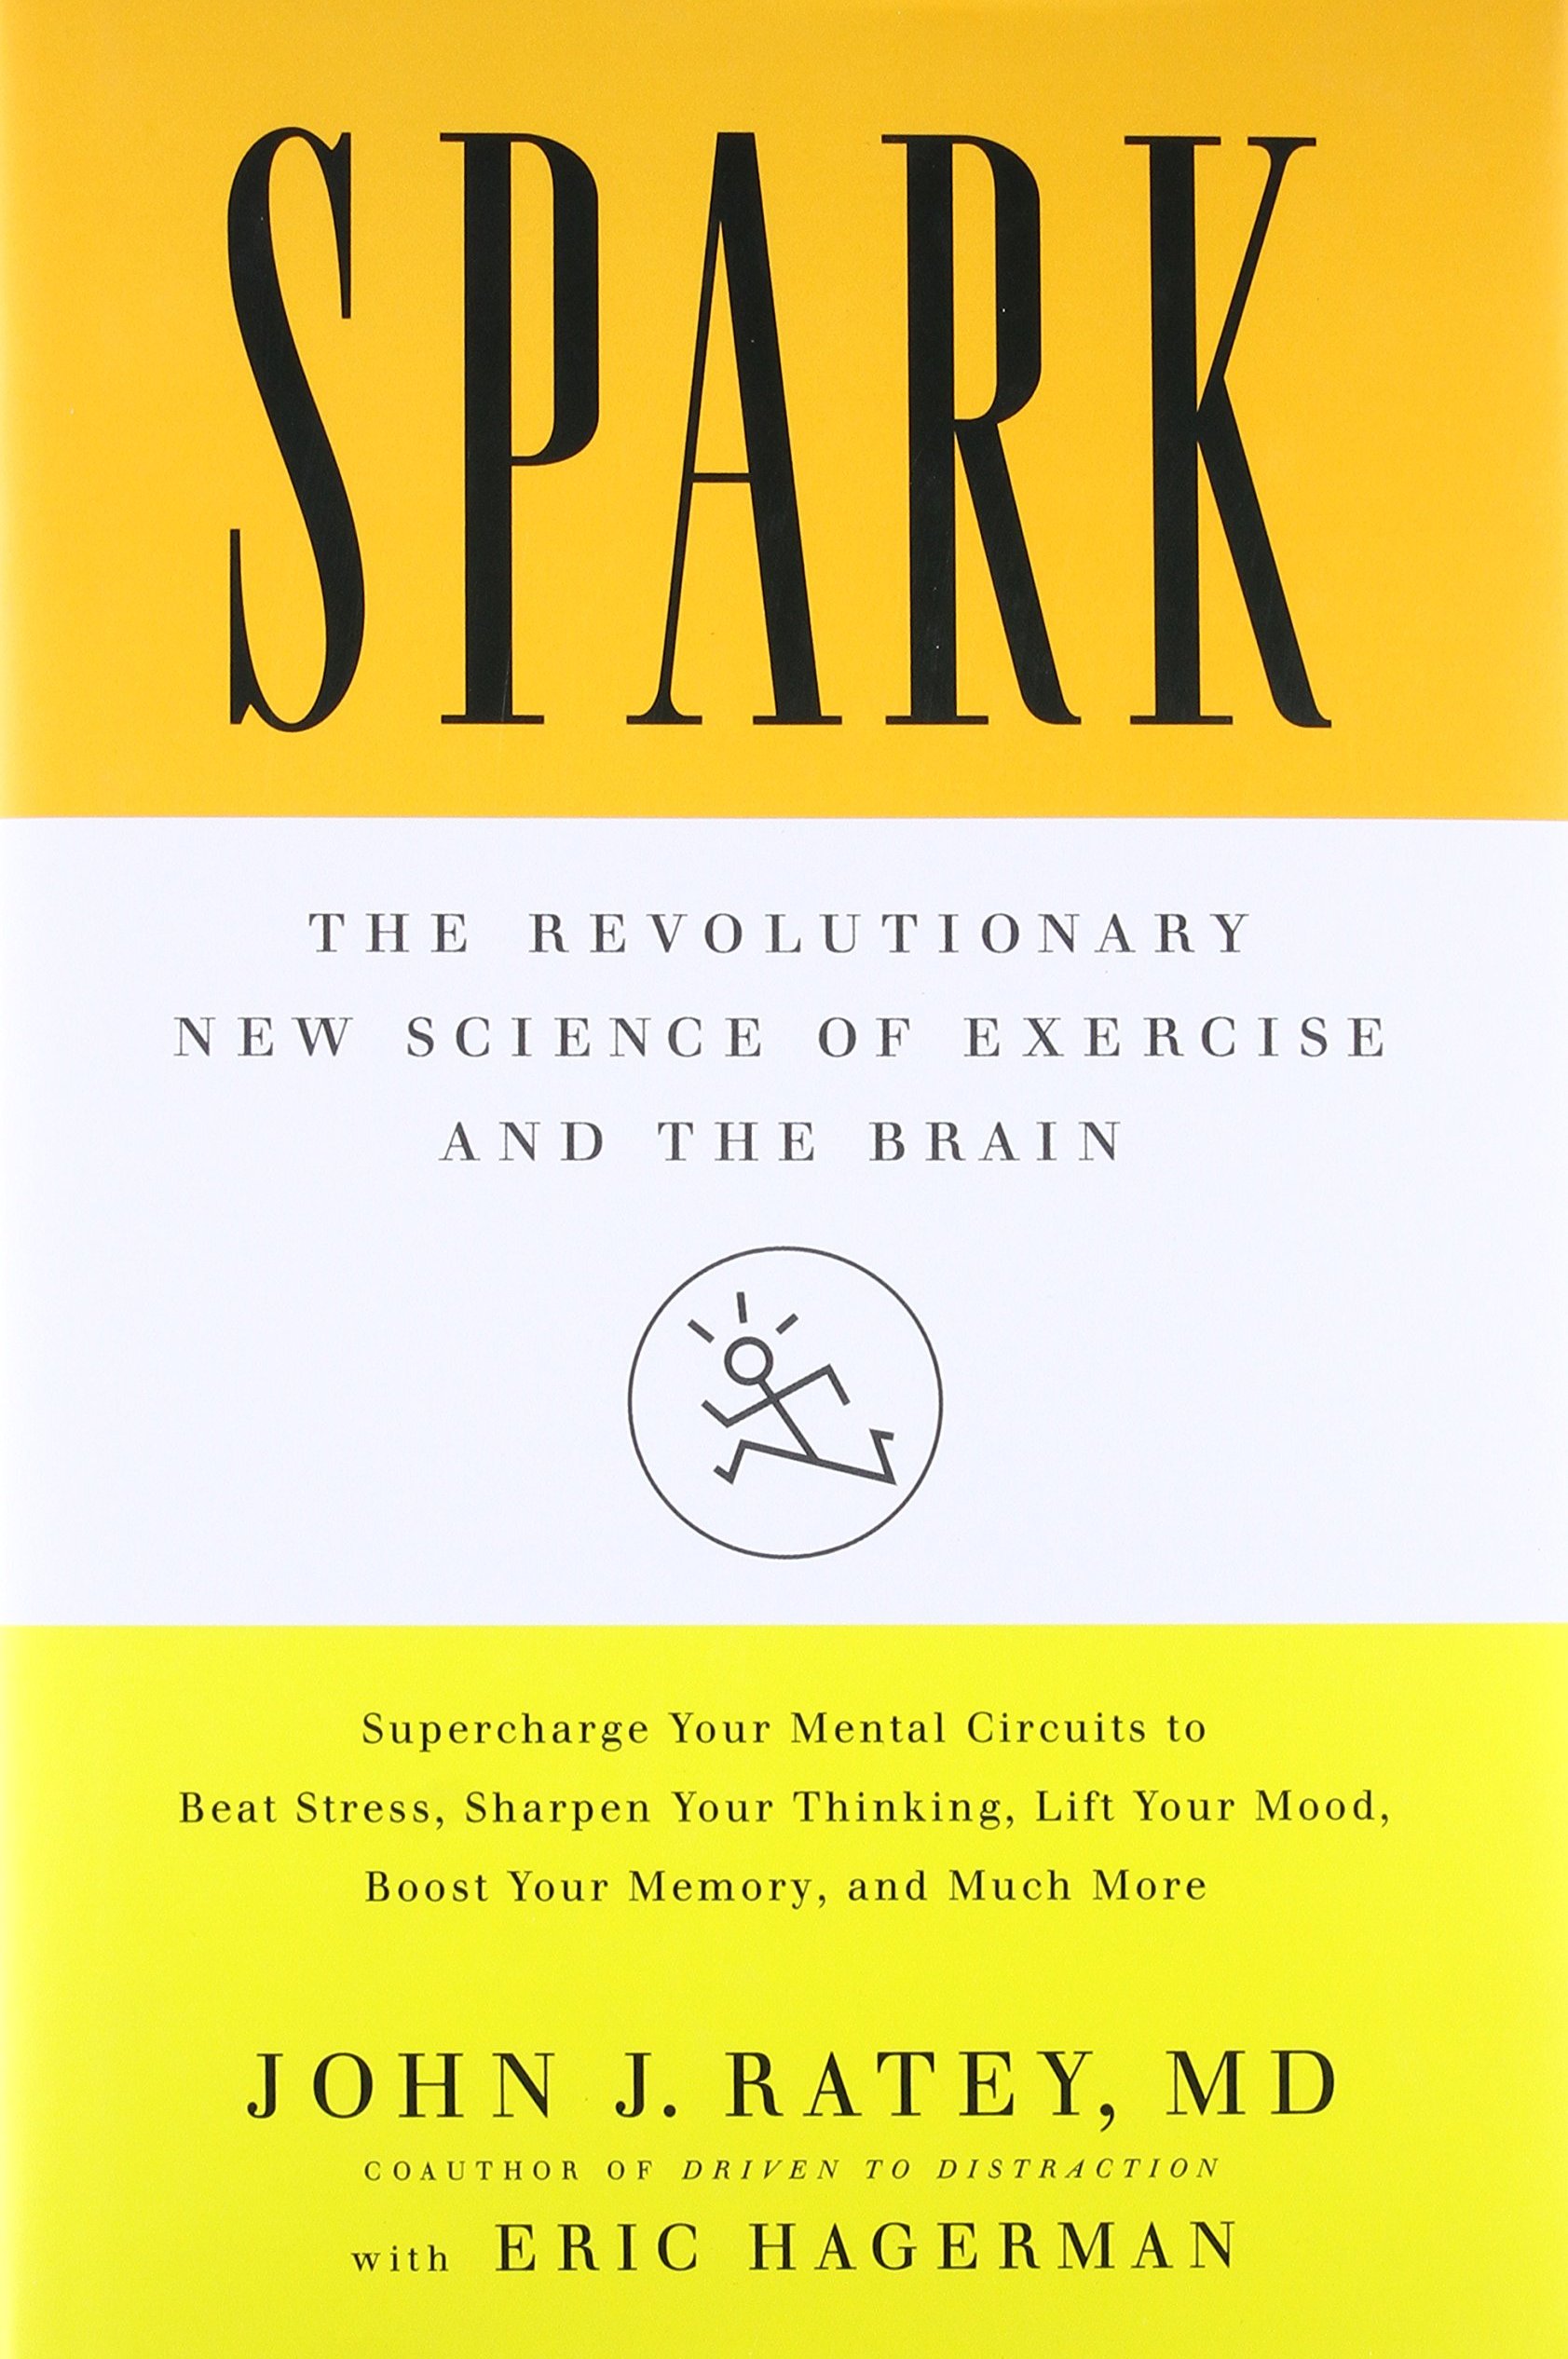 SPARK
THE REVOLUTIONARY
NEW SCIENCE OF EXERCISE
AND THE BRAIN
Supercharge Your Mental Circuits to
Beat Stress, Sharpen Your Thinking, Lift Your Mood,
Boost Your Memory, and Much More
JOHN J. RATEY, MD
COAUTHOR OF DRIVEN TO DISTRACTION
with ERIC HAGERMAN